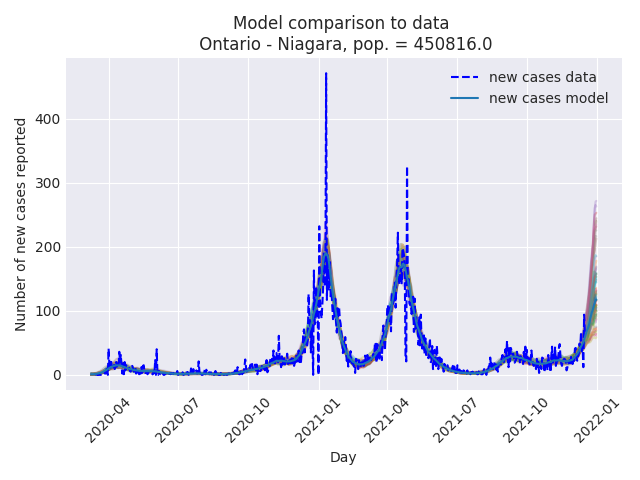 Model comparison to data
Ontario - Niagara, pop. = 450816.0
new cases data
new cases model
Number of new cases reported
400
300
200
100
0
2020-04
2020-07
2020-10
2021-01
2021-04
2021-07
2021-10
2022-01
Day